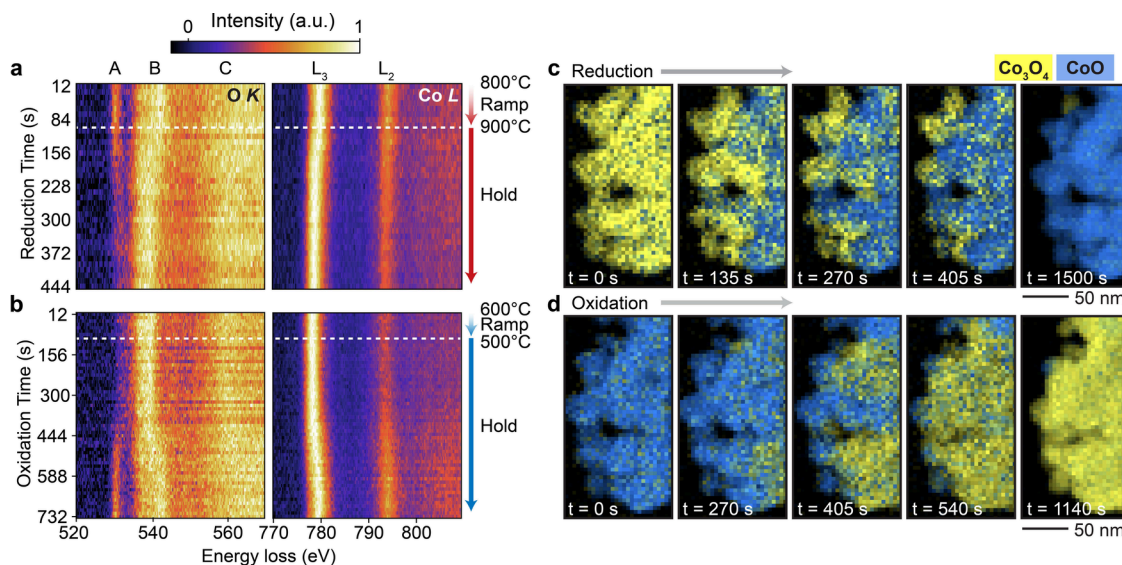 Intensity (a.u.)
0
1
a
A
B
C
L3
L2
O K
Co L
800°C
Ramp
900°C
Hold
12
84
156
228
300
372
444
Reduction Time (s)
b
600°C
Ramp
500°C
Hold
12
156
300
444
588
732
Oxidation Time (s)
520
540
560
770
780
790
800
Energy loss (eV)
c
Reduction
Co3O4
CoO
t = 0 s
t = 135 s
t = 270 s
t = 405 s
t = 1500 s
50 nm
d
Oxidation
t = 0 s
t = 270 s
t = 405 s
t = 540 s
t = 1140 s
50 nm